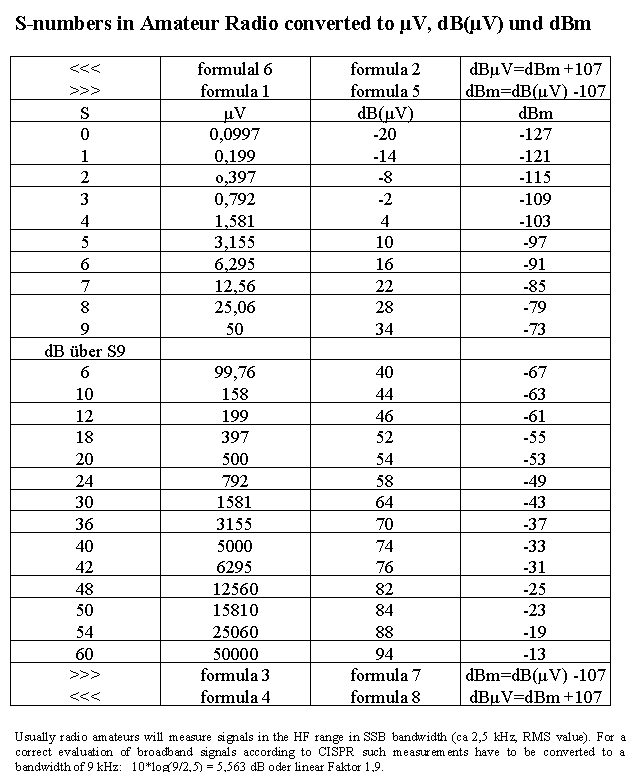 S-numbers in Amateur Radio converted to µV, dB(µV) und dBm
<<< formulal 6 formula 2 dBµV=dBm +107
>>> formula 1 formula 5 dBm=dB(µV) -107
S µV dB(µV) dBm
0 0,0997 -20 -127
1 0,199 -14 -121
2 o,397 -8 -115
3 0,792 -2 -109
4 1,581 4 -103
5 3,155 10 -97
6 6,295 16 -91
7 12,56 22 -85
8 25,06 28 -79
9 50 34 -73
dB über S9
6 99,76 40 -67
10 158 44 -63
12 199 46 -61
18 397 52 -55
20 500 54 -53
24 792 58 -49
30 1581 64 -43
36 3155 70 -37
40 5000 74 -33
42 6295 76 -31
48 12560 82 -25
50 15810 84 -23
54 25060 88 -19
60 50000 94 -13
>>> formula 3 formula 7 dBm=dB(µV) -107
<<< formula 4 formula 8 dBµV=dBm +107
Usually radio amateurs will measure signals in the HF range in SSB bandwidth (ca 2,5 kHz, RMS value). For a
correct evaluation of broadband signals according to CISPR such measurements have to be converted to a
bandwidth of 9 kHz: 10*log(9/2,5) = 5,563 dB oder linear Faktor 1,9.